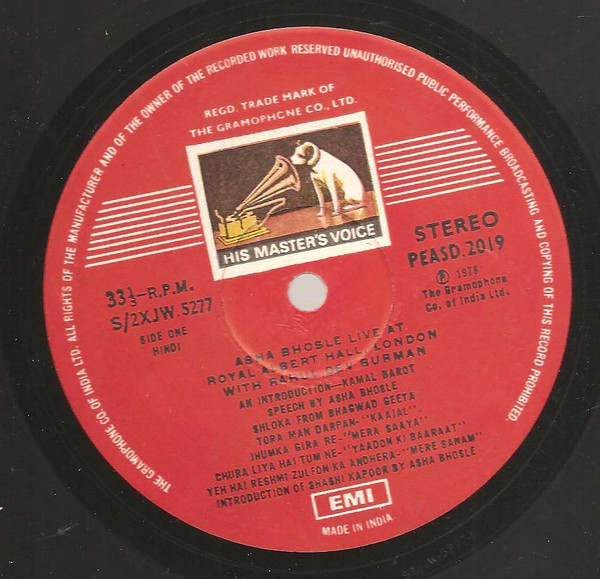 THE GRAMOPHONE CO. OF INDIA LTD. ALL RIGHTS OF THE MANUFACTURER AND OF THE OWNER OF THE RECORDED WORK RESERVED UNAUTHORISED PUBLIC PERFORMANCE BROADCASTING AND COPYING OF THIS RECORD PROHIBITED.
REGD. TRADE MARK OF
THE GRAMOPHONE CO., LTD.
HIS MASTER'S VOICE
STEREO
PEASD.2019
Ⓟ 1978
The Gramophone
Co. of India Ltd.
33⅓-R.P.M.
S/2XJW.5277
SIDE ONE
HINDI
ASHA BHOSLE LIVE AT
ROYAL ALBERT HALL, LONDON
WITH RAHUL DEV BURMAN
AN INTRODUCTION—KAMAL BAROT
SPEECH BY ASHA BHOSLE
SHLOKA FROM BHAGWAD GEETA
TORA MAN DARPAN-"KAAJAL"-
JHUMKA GIRA RE-"MERA SAAYA"-
CHURA LIYA HAI TUM NE-"YAADON KI BAARAAT"-
YEH HAI RESHMI ZULFON KA ANDHERA-"MERE SANAM"
INTRODUCTION OF SHASHI KAPOOR BY ASHA BHOSLE
EMI
MADE IN INDIA